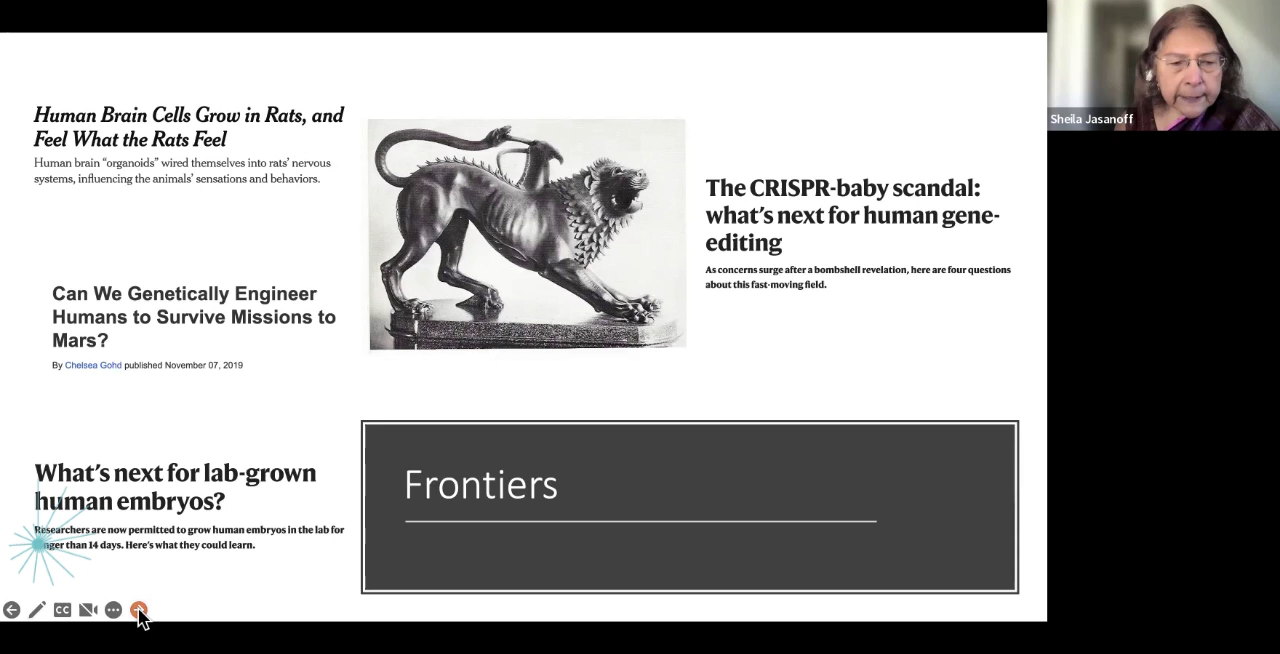 Human Brain Cells Grow in Rats, and
Feel What the Rats Feel
Human brain “organoids” wired themselves into rats’ nervous
systems, influencing the animals’ sensations and behaviors.
Can We Genetically Engineer
Humans to Survive Missions to
Mars?
By Chelsea Gohd published November 07, 2019
What’s next for lab-grown
human embryos?
Researchers are now permitted to grow human embryos in the lab for
than 14 days. Here’s what they could learn.
The CRISPR-baby scandal:
what’s next for human gene-
editing
As concerns surge after a bombshell revelation, here are four questions
about this fast-moving field.
Frontiers
CC
Sheila Jasanoff